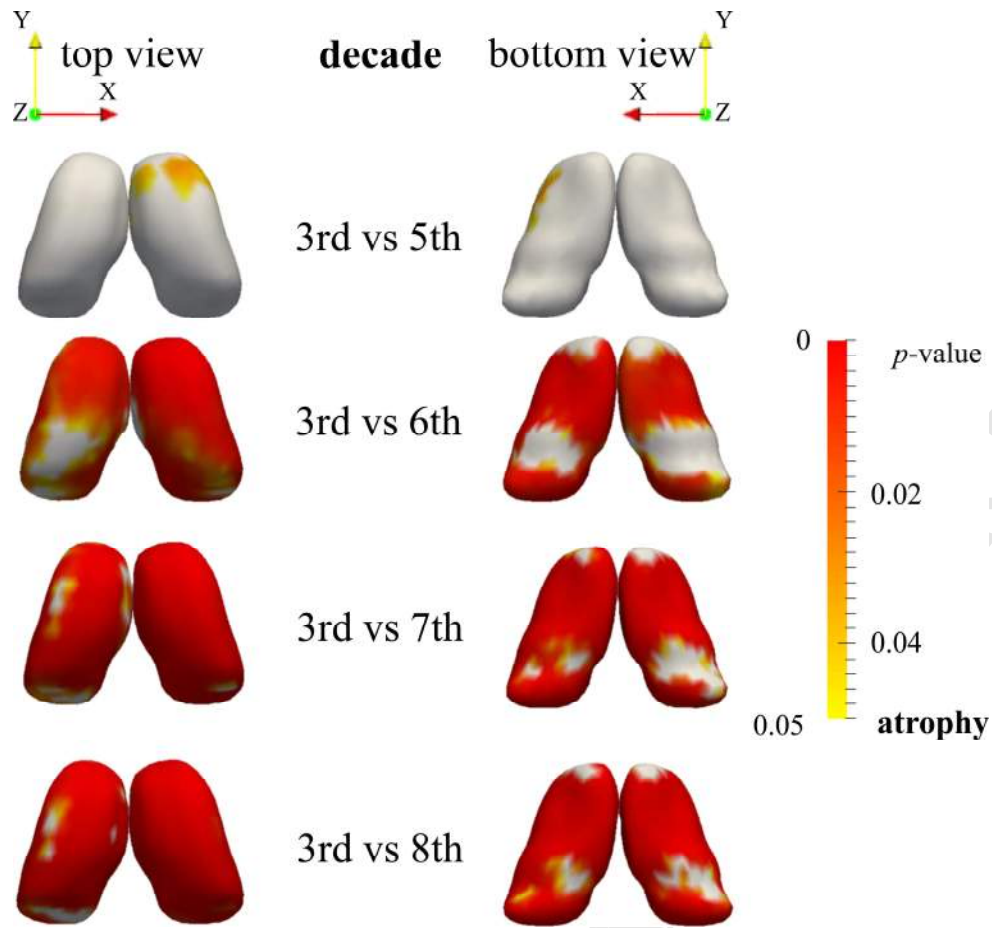 Y
top view
X
Z
decade
bottom view
Y
X
Z
3rd vs 5th
3rd vs 6th
0
p-value
0.02
0.04
0.05
atrophy
3rd vs 7th
3rd vs 8th